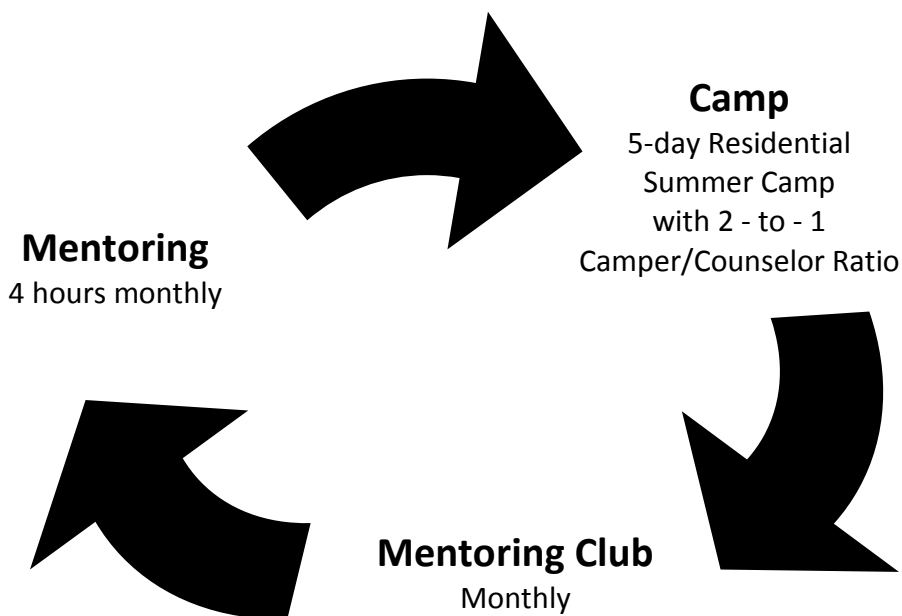 Camp
5-day Residential
Summer Camp
with 2 - to - 1
Camper/Counselor Ratio
Mentoring
4 hours monthly
Mentoring Club
Monthly